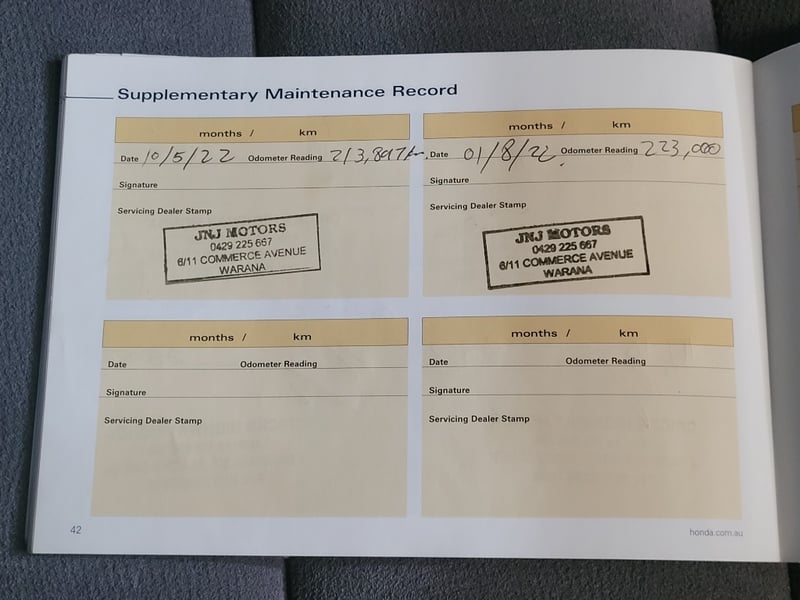 Supplementary Maintenance Record
months / km
Date 10/5/22 Odometer Reading 213,897km
Signature
Servicing Dealer Stamp
JNJ MOTORS
0429 225 667
6/11 COMMERCE AVENUE
WARANA
months / km
Date 01/8/22 Odometer Reading 223,000
Signature
Servicing Dealer Stamp
JNJ MOTORS
0429 225 667
6/11 COMMERCE AVENUE
WARANA
months / km
Date Odometer Reading
Signature
Servicing Dealer Stamp
months / km
Date Odometer Reading
Signature
Servicing Dealer Stamp
42
honda.com.au